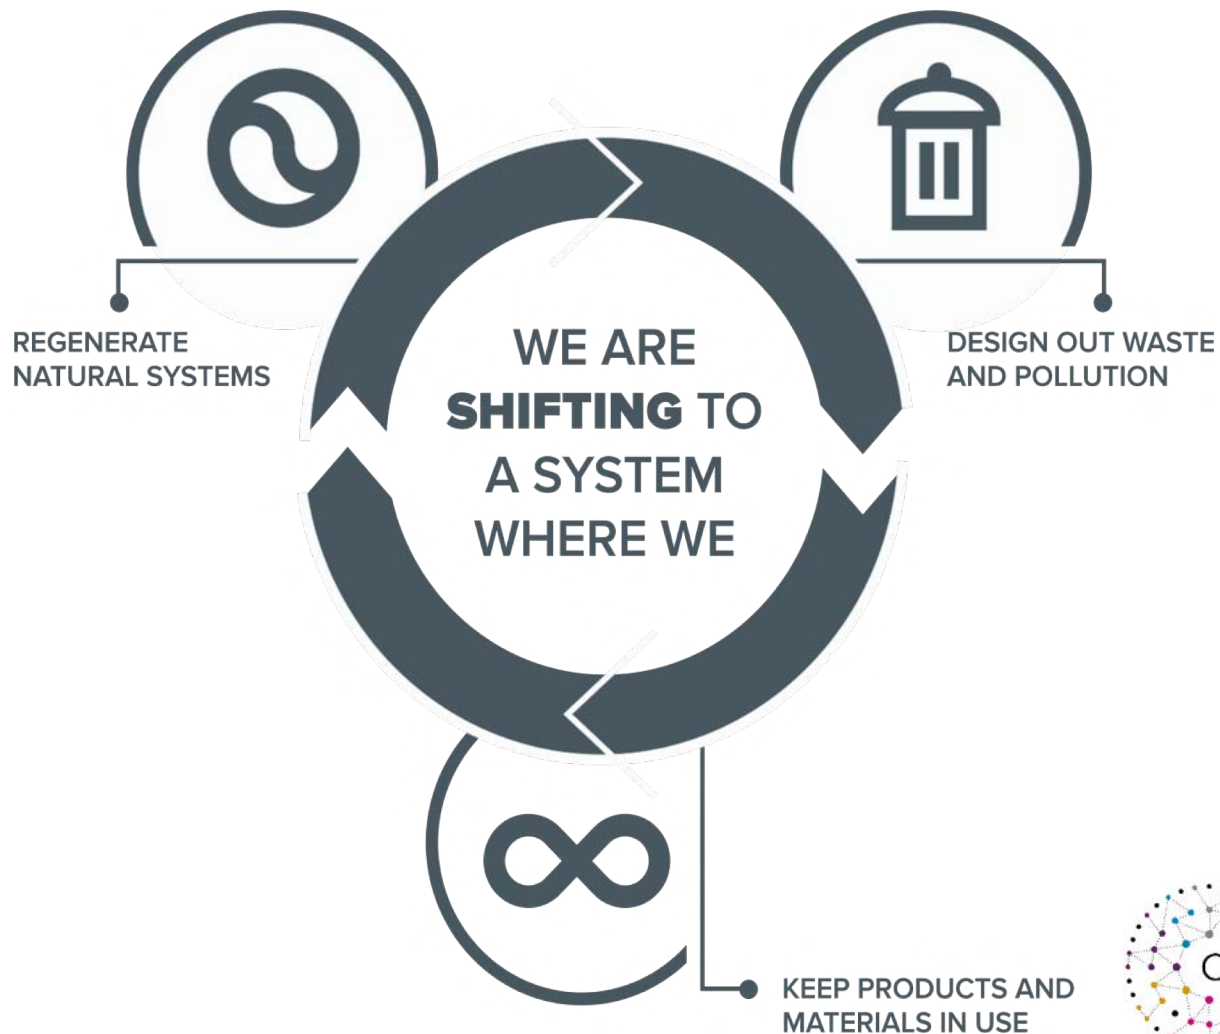 REGENERATE
NATURAL SYSTEMS
DESIGN OUT WASTE
AND POLLUTION
WE ARE
SHIFTING TO
A SYSTEM
WHERE WE
KEEP PRODUCTS AND
MATERIALS IN USE